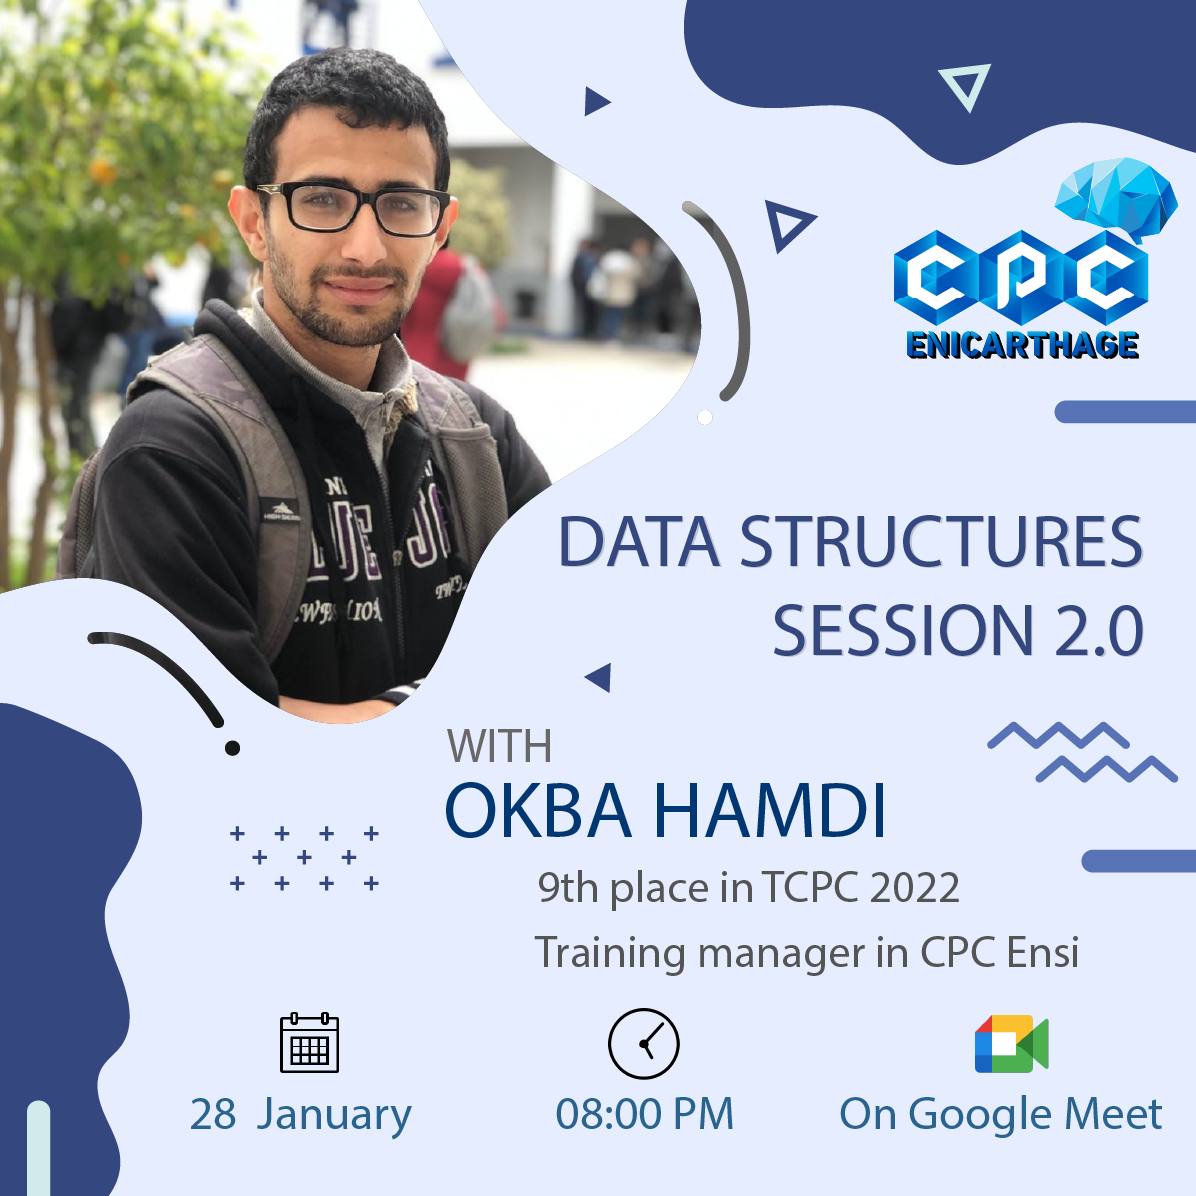 CPC
ENICARTHAGE
DATA STRUCTURES
SESSION 2.0
WITH
OKBA HAMDI
9th place in TCPC 2022
Training manager in CPC Ensi
28 January
08:00 PM
On Google Meet